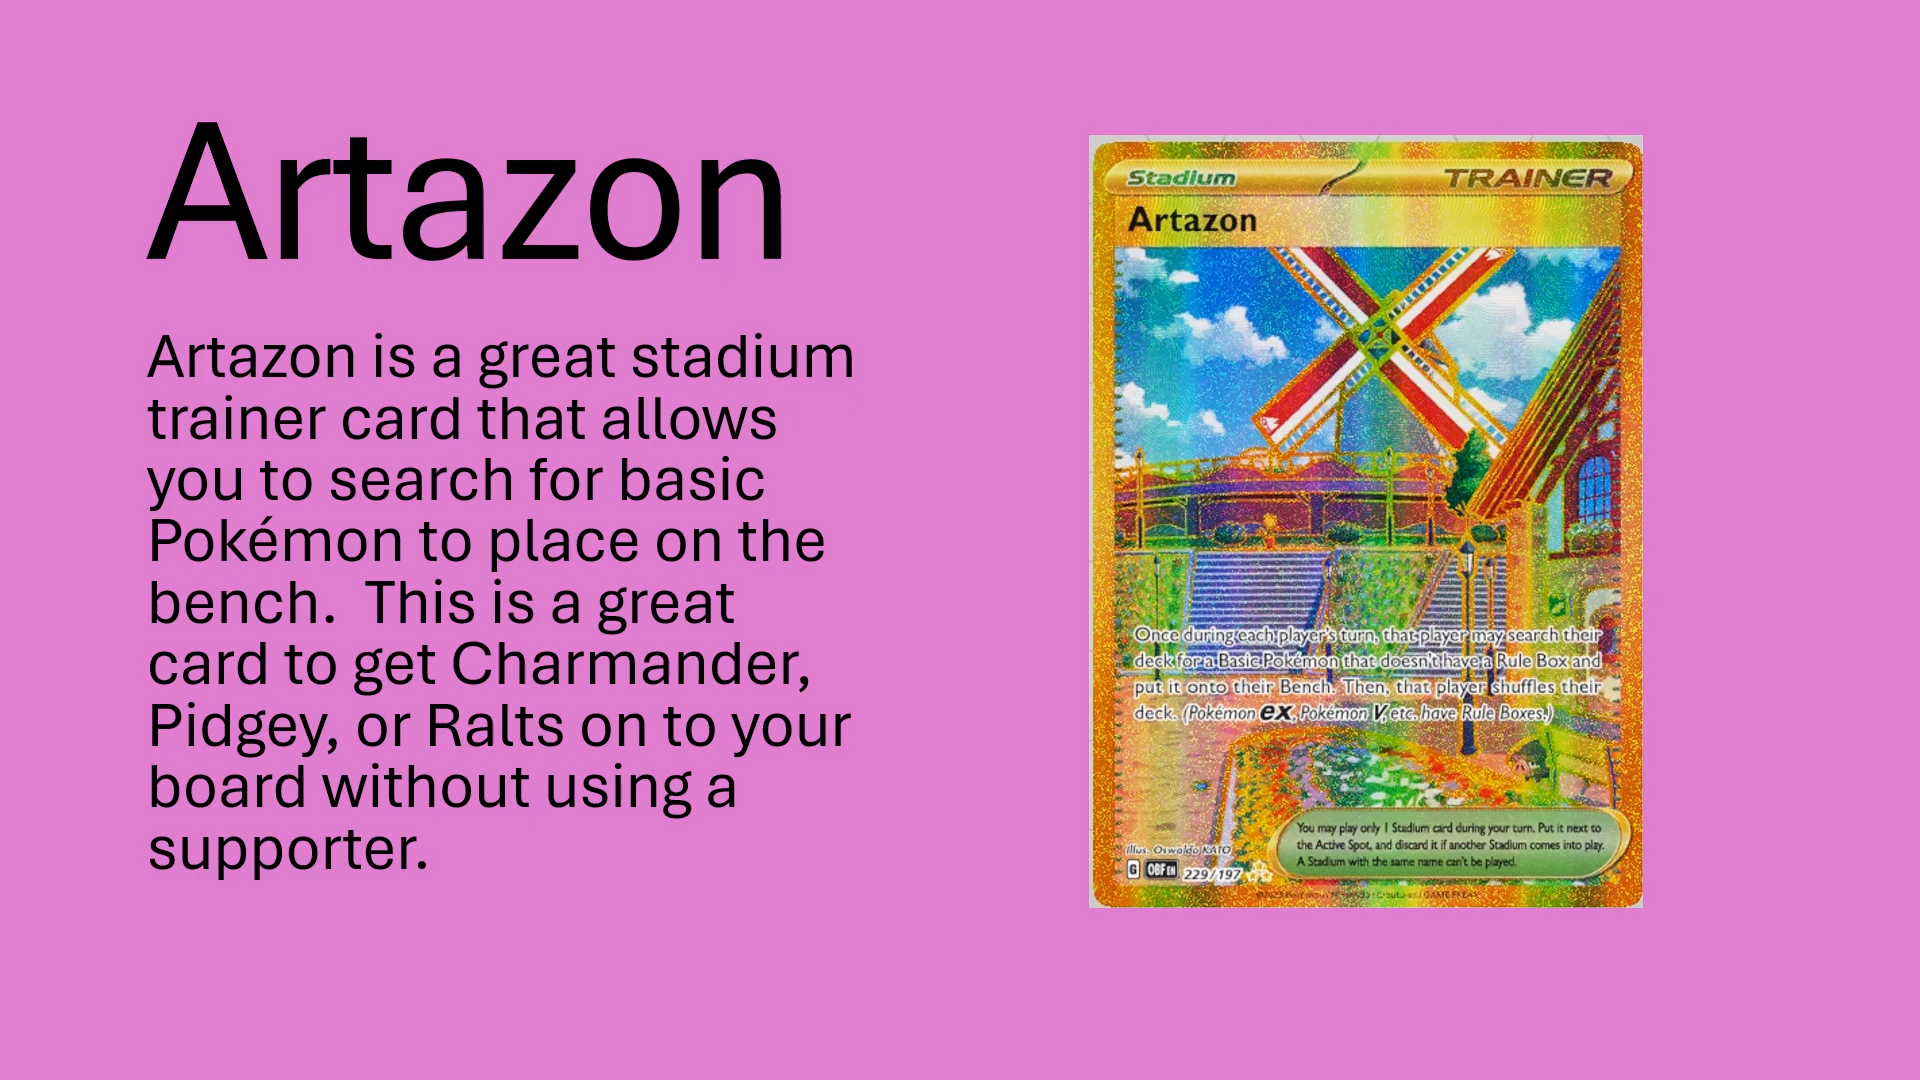 Artazon
Artazon is a great stadium
trainer card that allows
you to search for basic
Pokémon to place on the
bench.  This is a great
card to get Charmander,
Pidgey, or Ralts on to your
board without using a
supporter.
Stadium
TRAINER
Artazon
Once during each player's turn, that player may search their
deck for a Basic Pokémon that doesn't have a Rule Box and
put it onto their Bench. Then, that player shuffles their
deck. (Pokémon ex, Pokémon V, etc. have Rule Boxes.)
You may play only 1 Stadium card during your turn. Put it next to
the Active Spot, and discard it if another Stadium comes into play.
A Stadium with the same name can't be played.
Illus. Oswaldo KATO
G OBF EN 229/197
©2023 Pokémon / Nintendo / Creatures / GAME FREAK